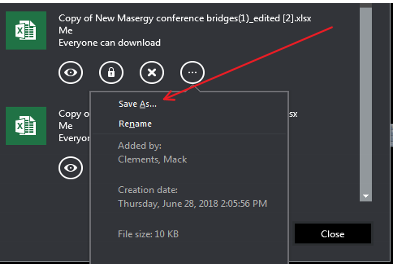 Copy of New Masergy conference bridges(1)_edited [2].xlsx
Me
Everyone can download
Save As...
Copy o
sx
Rename
Me
Everyon
Added by:
Clements, Mack
Creation date:
Thursday, June 28, 2018 2:05:56 PM
File size: 10 KB
Close